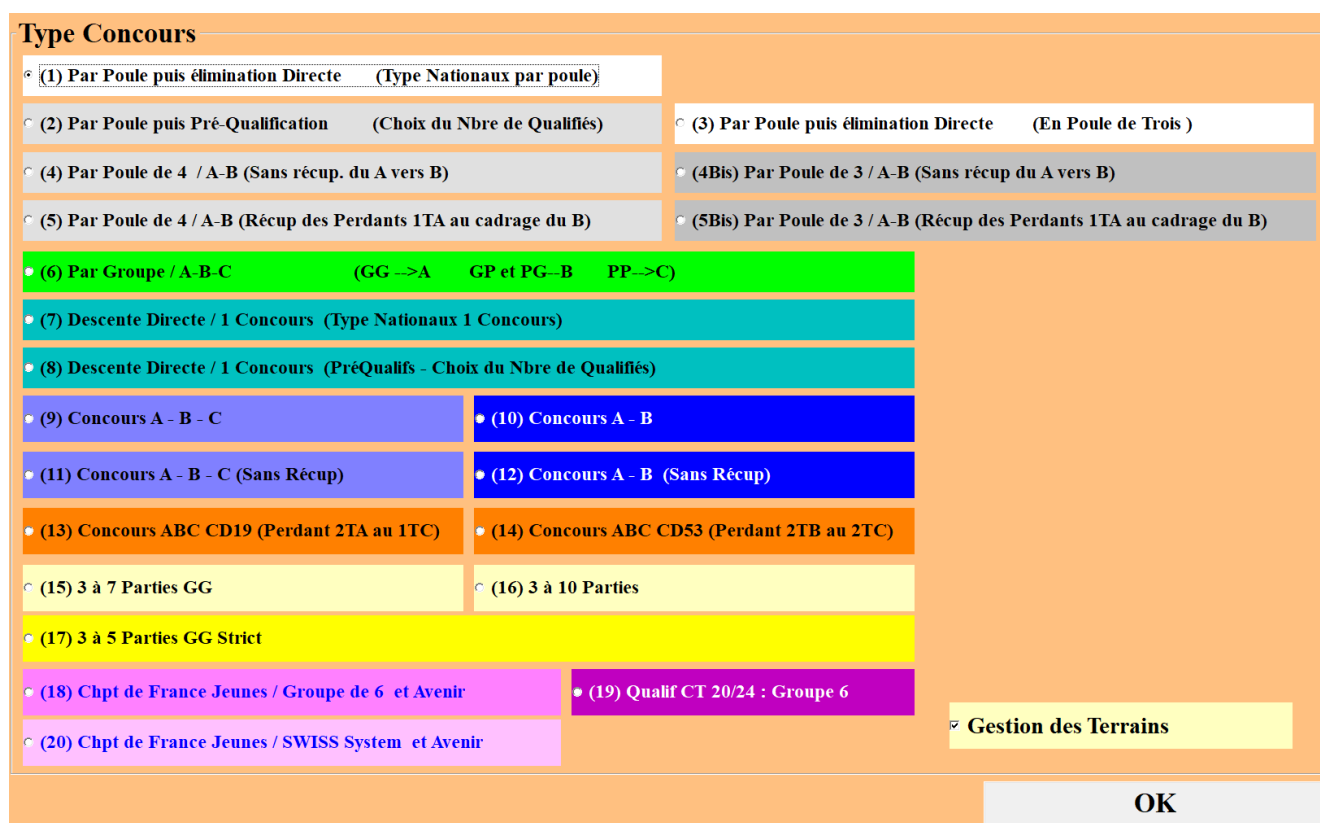 Type Concours
(1) Par Poule puis élimination Directe (Type Nationaux par poule)
(2) Par Poule puis Pré-Qualification (Choix du Nbre de Qualifiés)
(3) Par Poule puis élimination Directe (En Poule de Trois )
(4) Par Poule de 4 / A-B (Sans récup. du A vers B)
(4Bis) Par Poule de 3 / A-B (Sans récup du A vers B)
(5) Par Poule de 4 / A-B (Récup des Perdants 1TA au cadrage du B)
(5Bis) Par Poule de 3 / A-B (Récup des Perdants 1TA au cadrage du B)
(6) Par Groupe / A-B-C (GG -->A GP et PG--B PP-->C)
(7) Descente Directe / 1 Concours (Type Nationaux 1 Concours)
(8) Descente Directe / 1 Concours (PréQualifs - Choix du Nbre de Qualifiés)
(9) Concours A - B - C
(10) Concours A - B
(11) Concours A - B - C (Sans Récup)
(12) Concours A - B (Sans Récup)
(13) Concours ABC CD19 (Perdant 2TA au 1TC)
(14) Concours ABC CD53 (Perdant 2TB au 2TC)
(15) 3 à 7 Parties GG
(16) 3 à 10 Parties
(17) 3 à 5 Parties GG Strict
(18) Chpt de France Jeunes / Groupe de 6 et Avenir
(19) Qualif CT 20/24 : Groupe 6
(20) Chpt de France Jeunes / SWISS System et Avenir
Gestion des Terrains
OK